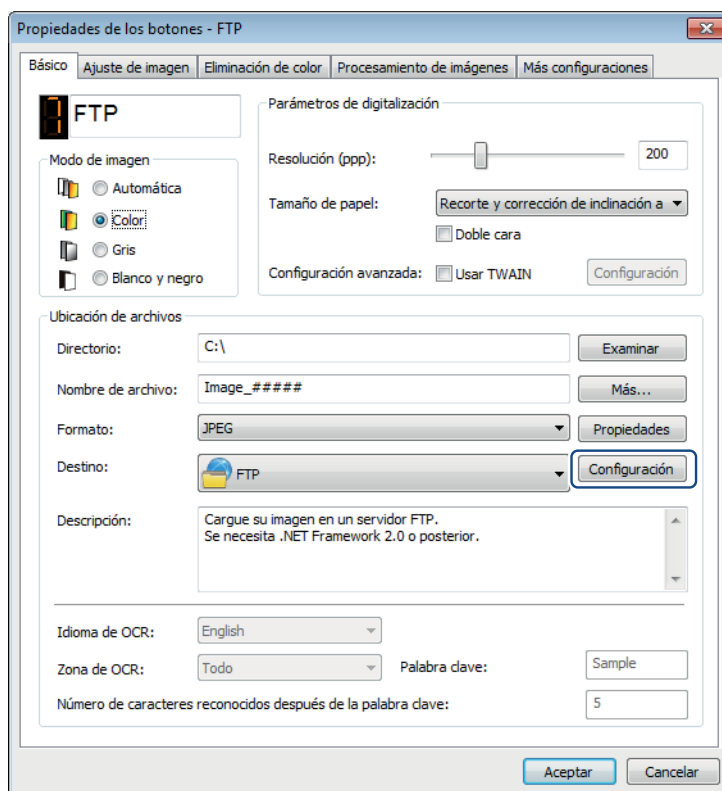 Propiedades de los botones - FTP
Básico Ajuste de imagen Eliminación de color Procesamiento de imágenes Más configuraciones
7 FTP
Modo de imagen
Automática
Color
Gris
Blanco y negro
Parámetros de digitalización
Resolución (ppp): 200
Tamaño de papel: Recorte y corrección de inclinación a
Doble cara
Configuración avanzada: Usar TWAIN Configuración
Ubicación de archivos
Directorio: C:\ Examinar
Nombre de archivo: Image_##### Más...
Formato: JPEG Propiedades
Destino: FTP Configuración
Descripción: Cargue su imagen en un servidor FTP.
Se necesita .NET Framework 2.0 o posterior.
Idioma de OCR: English
Zona de OCR: Todo Palabra clave: Sample
Número de caracteres reconocidos después de la palabra clave: 5
Aceptar Cancelar